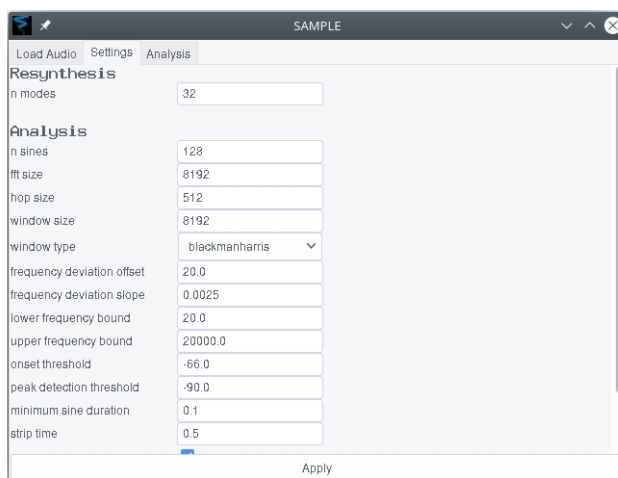 SAMPLE
Load Audio Settings Analysis
Resynthesis
n modes 32
Analysis
n sines 128
fft size 8192
hop size 512
window size 8192
window type blackmanharris
frequency deviation offset 20.0
frequency deviation slope 0.0025
lower frequency bound 20.0
upper frequency bound 20000.0
onset threshold -66.0
peak detection threshold -90.0
minimum sine duration 0.1
strip time 0.5
Apply